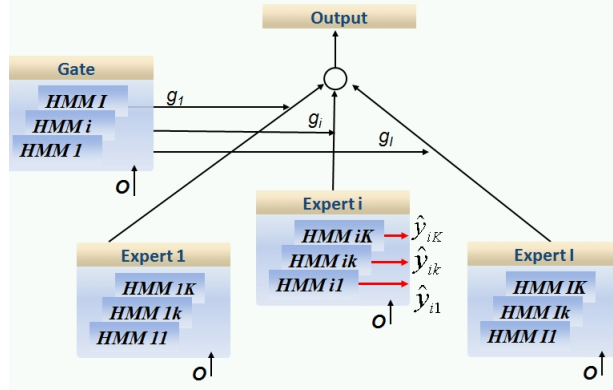 Output
Gate
HMM I
HMM i
HMM 1
O
g1
gi
gI
Expert 1
HMM 1K
HMM 1k
HMM 11
O
Expert i
HMM iK
HMM ik
HMM i1
O
ŷiK
ŷik
ŷi1
Expert I
HMM IK
HMM Ik
HMM I1
O